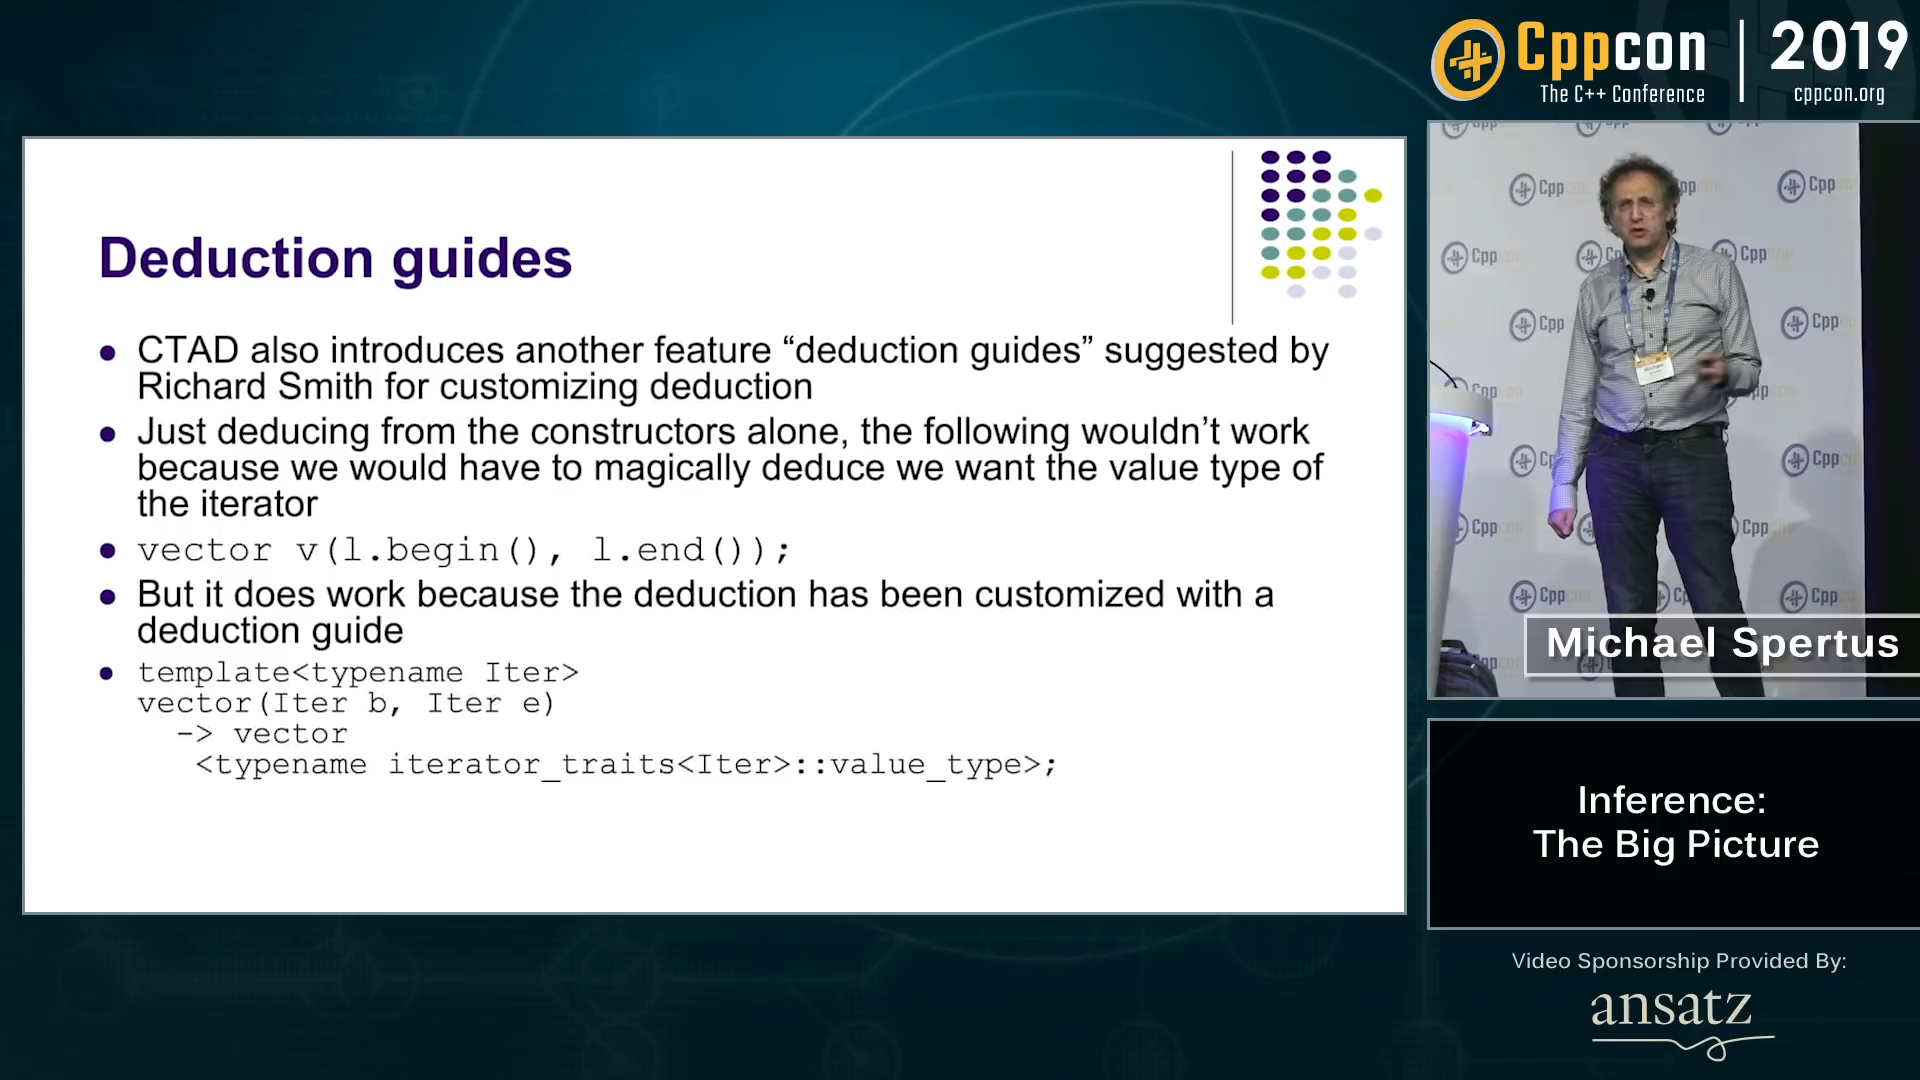 Cppcon
The C++ Conference
2019
cppcon.org
Deduction guides
• CTAD also introduces another feature “deduction guides” suggested by
Richard Smith for customizing deduction
• Just deducing from the constructors alone, the following wouldn’t work
because we would have to magically deduce we want the value type of
the iterator
• vector v(l.begin(), l.end());
• But it does work because the deduction has been customized with a
deduction guide
• template<typename Iter>
vector(Iter b, Iter e)
-> vector
<typename iterator_traits<Iter>::value_type>;
Michael Spertus
Inference:
The Big Picture
Video Sponsorship Provided By:
ansatz